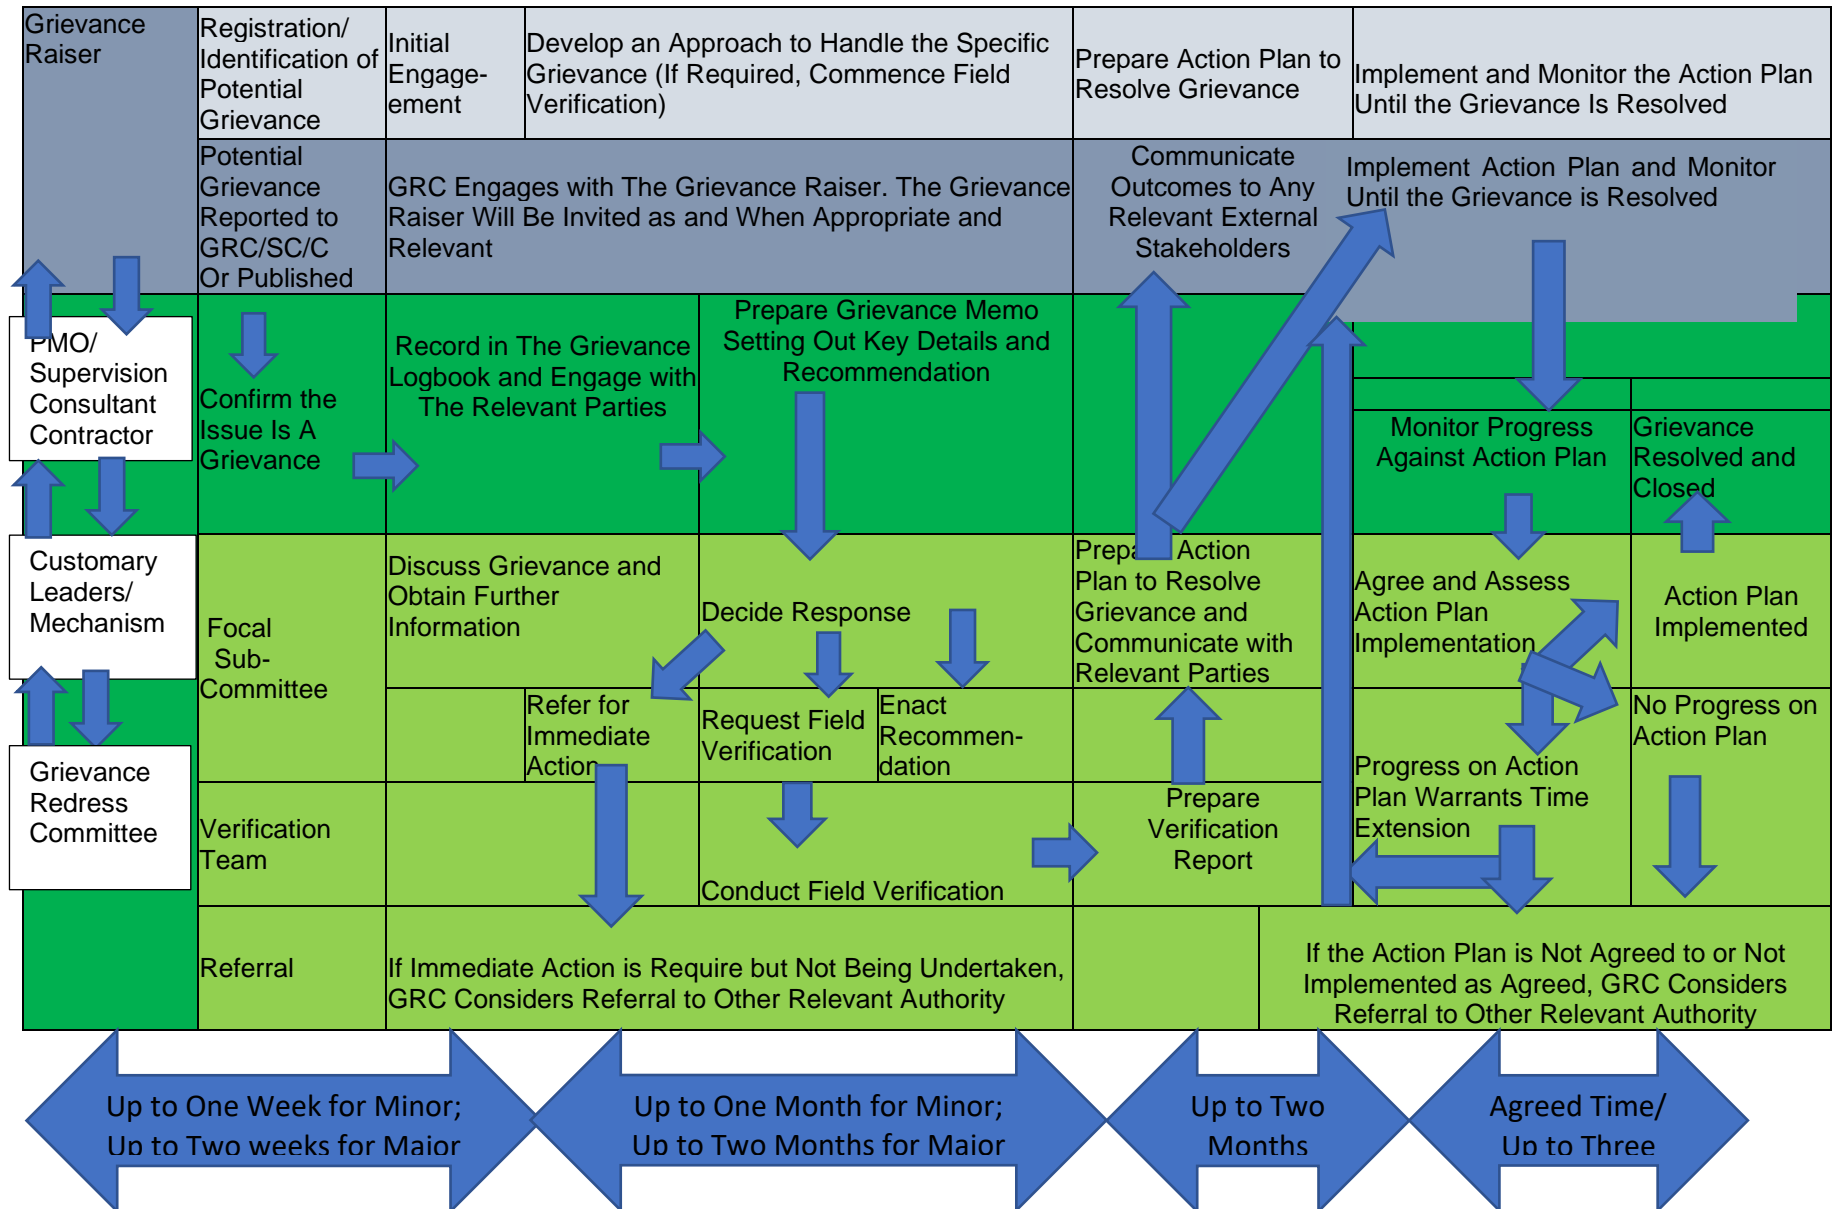 Grievance
Raiser
Registration/
Identification of
Potential
Grievance
Initial
Engage-
ement
Develop an Approach to Handle the Specific
Grievance (If Required, Commence Field
Verification)
Prepare Action Plan to
Resolve Grievance
Implement and Monitor the Action Plan
Until the Grievance Is Resolved
Potential
Grievance
Reported to
GRC/SC/C
Or Published
GRC Engages with The Grievance Raiser. The Grievance
Raiser Will Be Invited as and When Appropriate and
Relevant
Communicate
Outcomes to Any
Relevant External
Stakeholders
Implement Action Plan and Monitor
Until the Grievance is Resolved
PMO/
Supervision
Consultant
Contractor
Confirm the
Issue Is A
Grievance
Record in The Grievance
Logbook and Engage with
The Relevant Parties
Prepare Grievance Memo
Setting Out Key Details and
Recommendation
Monitor Progress
Against Action Plan
Grievance
Resolved and
Closed
Customary
Leaders/
Mechanism
Focal
Sub-
Committee
Discuss Grievance and
Obtain Further
Information
Decide Response
Prepare Action
Plan to Resolve
Grievance and
Communicate with
Relevant Parties
Agree and Assess
Action Plan
Implementation
Action Plan
Implemented
Refer for
Immediate
Action
Request Field
Verification
Enact
Recommen-
dation
No Progress on
Action Plan
Grievance
Redress
Committee
Verification
Team
Conduct Field Verification
Prepare
Verification
Report
Progress on Action
Plan Warrants Time
Extension
Referral
If Immediate Action is Require but Not Being Undertaken,
GRC Considers Referral to Other Relevant Authority
If the Action Plan is Not Agreed to or Not
Implemented as Agreed, GRC Considers
Referral to Other Relevant Authority
Up to One Week for Minor;
Up to Two weeks for Major
Up to One Month for Minor;
Up to Two Months for Major
Up to Two
Months
Agreed Time/
Up to Three